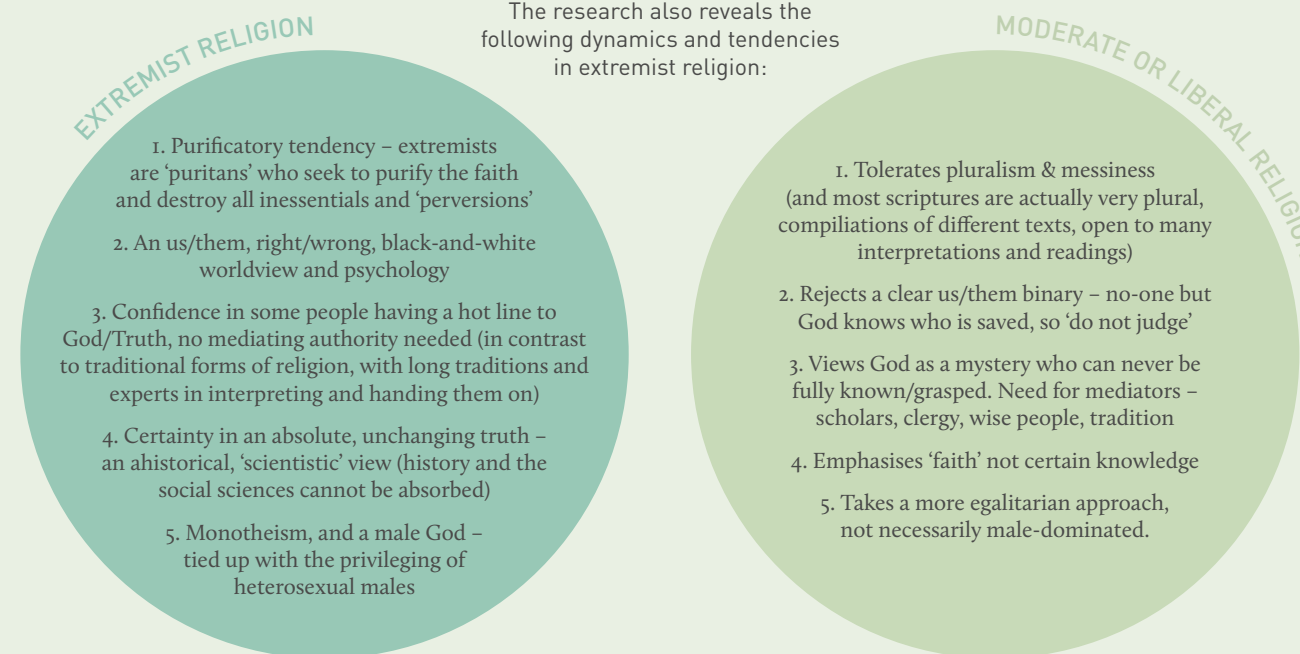 The research also reveals the
following dynamics and tendencies
in extremist religion:
EXTREMIST RELIGION
1. Purificatory tendency – extremists
are ‘puritans’ who seek to purify the faith
and destroy all inessentials and ‘perversions’
2. An us/them, right/wrong, black-and-white
worldview and psychology
3. Confidence in some people having a hot line to
God/Truth, no mediating authority needed (in contrast
to traditional forms of religion, with long traditions and
experts in interpreting and handing them on)
4. Certainty in an absolute, unchanging truth –
an ahistorical, ‘scientistic’ view (history and the
social sciences cannot be absorbed)
5. Monotheism, and a male God –
tied up with the privileging of
heterosexual males
MODERATE OR LIBERAL RELIGION
1. Tolerates pluralism & messiness
(and most scriptures are actually very plural,
compiliations of different texts, open to many
interpretations and readings)
2. Rejects a clear us/them binary – no-one but
God knows who is saved, so ‘do not judge’
3. Views God as a mystery who can never be
fully known/grasped. Need for mediators –
scholars, clergy, wise people, tradition
4. Emphasises ‘faith’ not certain knowledge
5. Takes a more egalitarian approach,
not necessarily male-dominated.